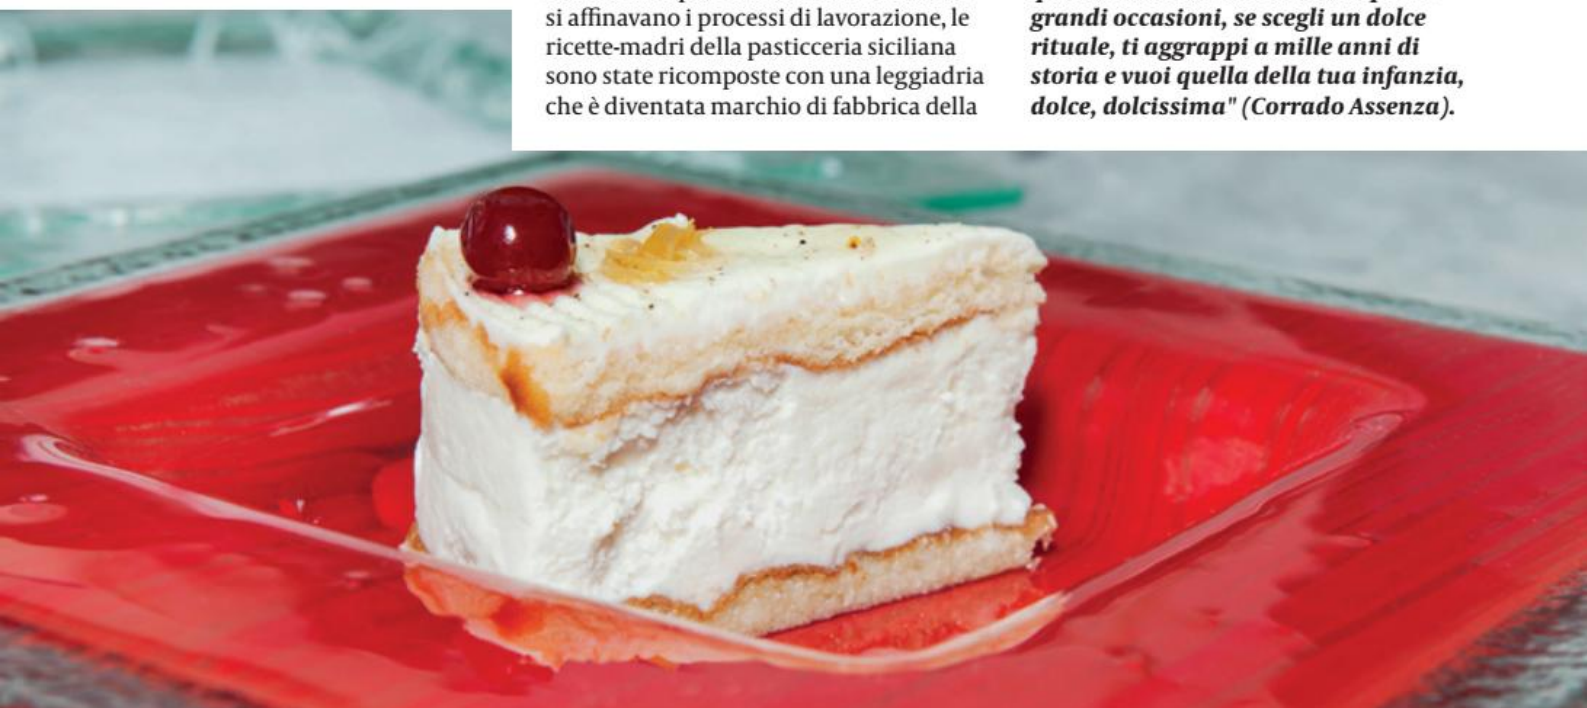 si affinavano i processi di lavorazione, le
ricette-madri della pasticceria siciliana
sono state ricomposte con una leggiadria
che è diventata marchio di fabbrica della
grandi occasioni, se scegli un dolce
rituale, ti aggrappi a mille anni di
storia e vuoi quella della tua infanzia,
dolce, dolcissima" (Corrado Assenza).